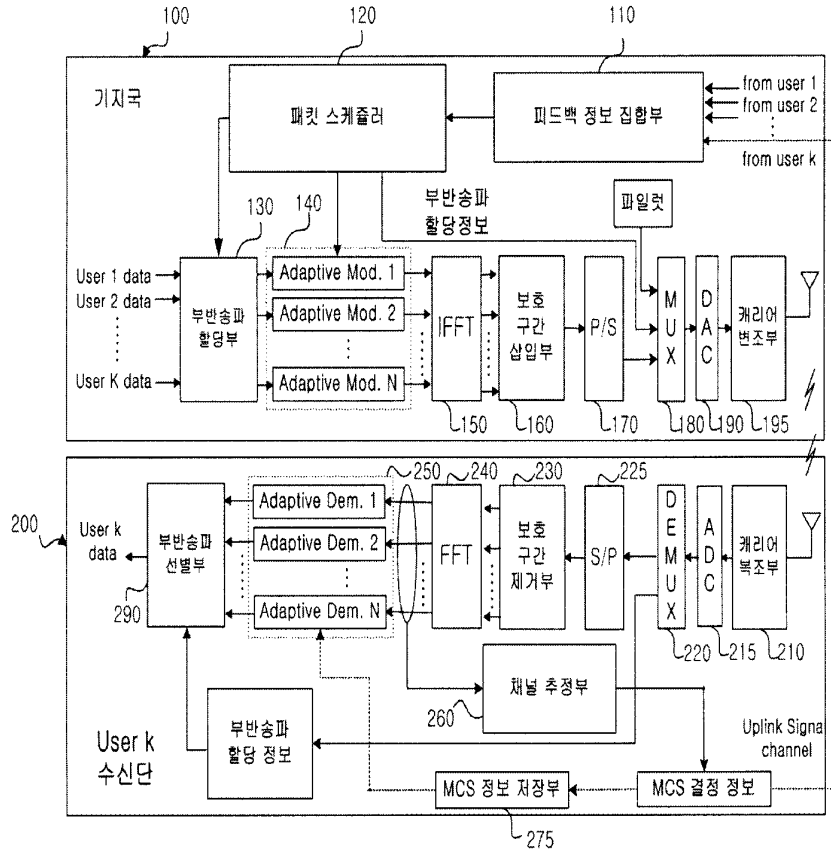 100
120
110
기지국
패킷 스케쥴러
피드백 정보 집합부
from user 1
from user 2
from user k
130
140
부반송파
할당정보
파일럿
User 1 data
User 2 data
User K data
부반송파
할당부
Adaptive Mod. 1
Adaptive Mod. 2
Adaptive Mod. N
IFFT
보호
구간
삽입부
P/S
MUX
DAC
캐리어
변조부
150
160
170
180
190
195
200
User k
data
290
부반송파
선별부
250
Adaptive Dem. 1
Adaptive Dem. 2
Adaptive Dem. N
240
FFT
230
보호
구간
제거부
225
S/P
DEMUX
ADC
캐리어
복조부
220
215
210
채널 추정부
260
부반송파
할당 정보
User k
수신단
Uplink Signal
channel
MCS 정보 저장부
MCS 결정 정보
275